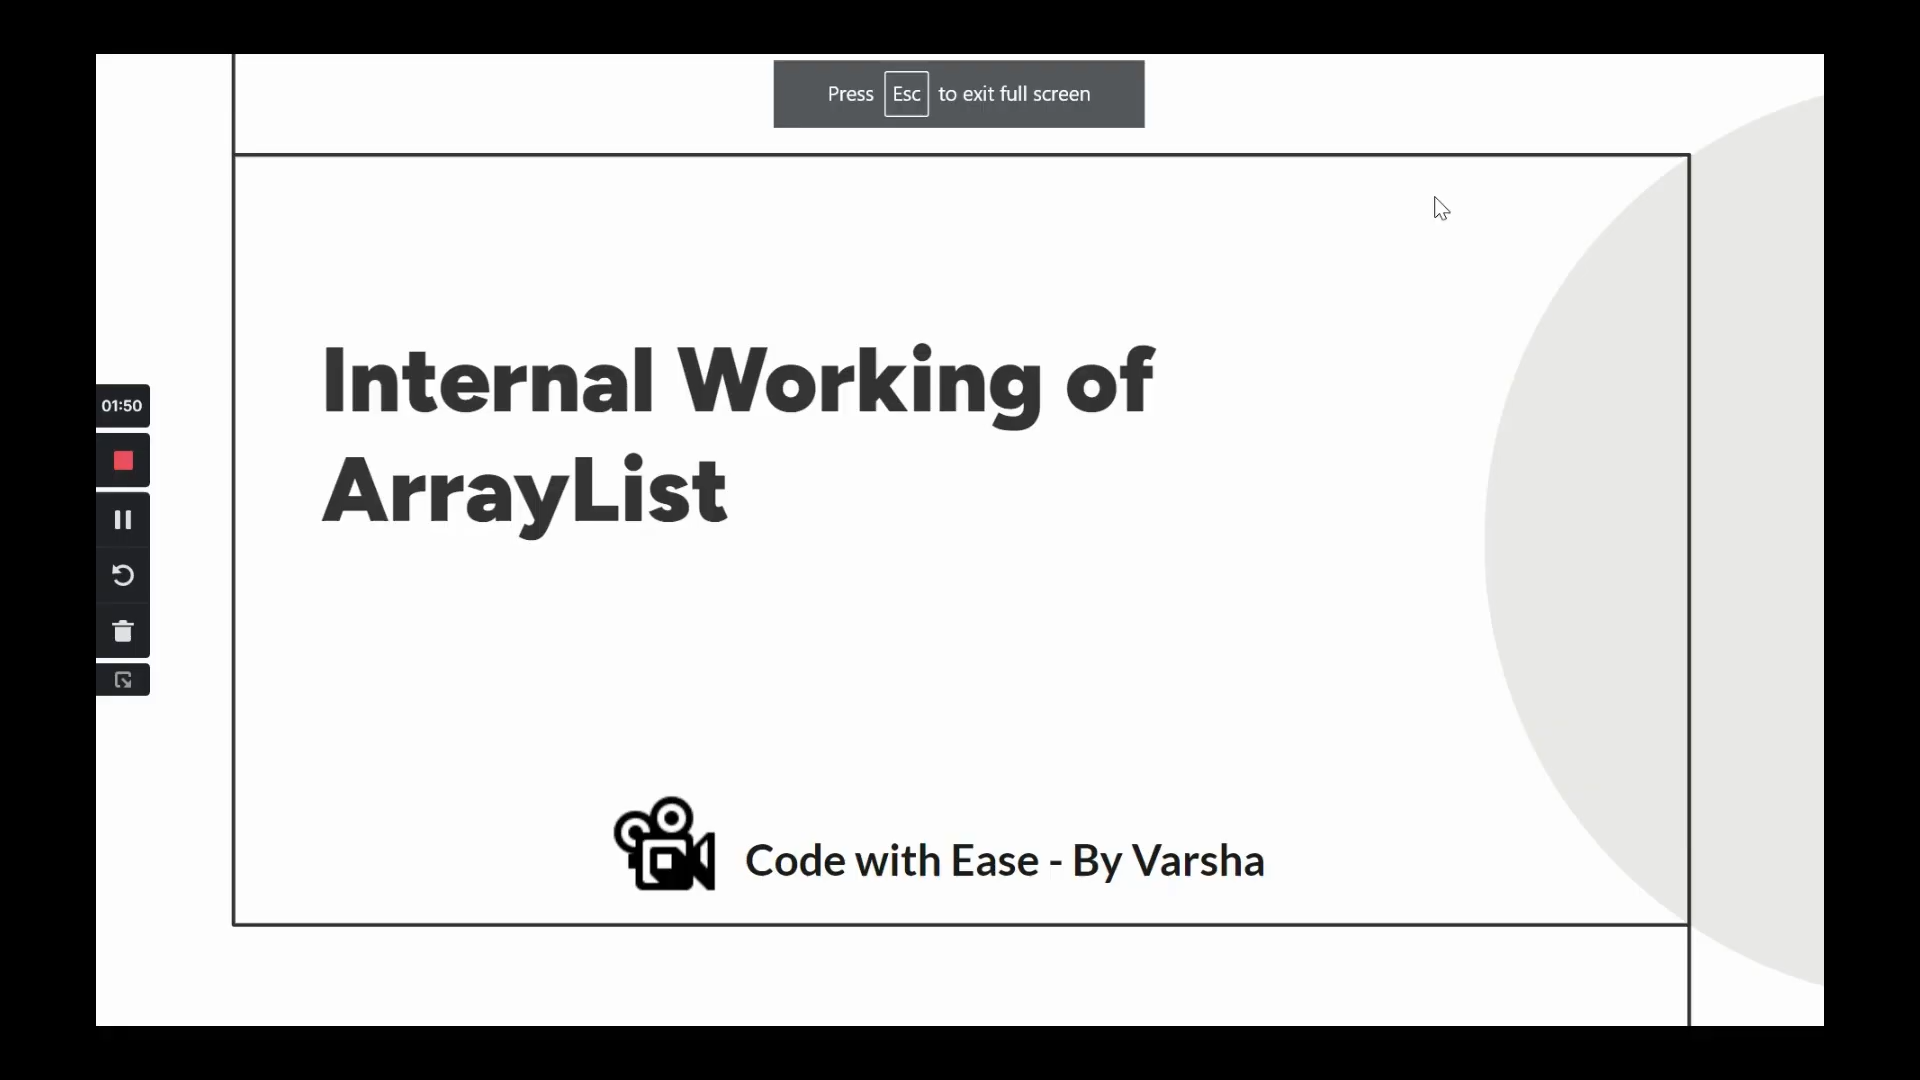 Press Esc to exit full screen
Internal Working of
ArrayList
01:50
Code with Ease - By Varsha